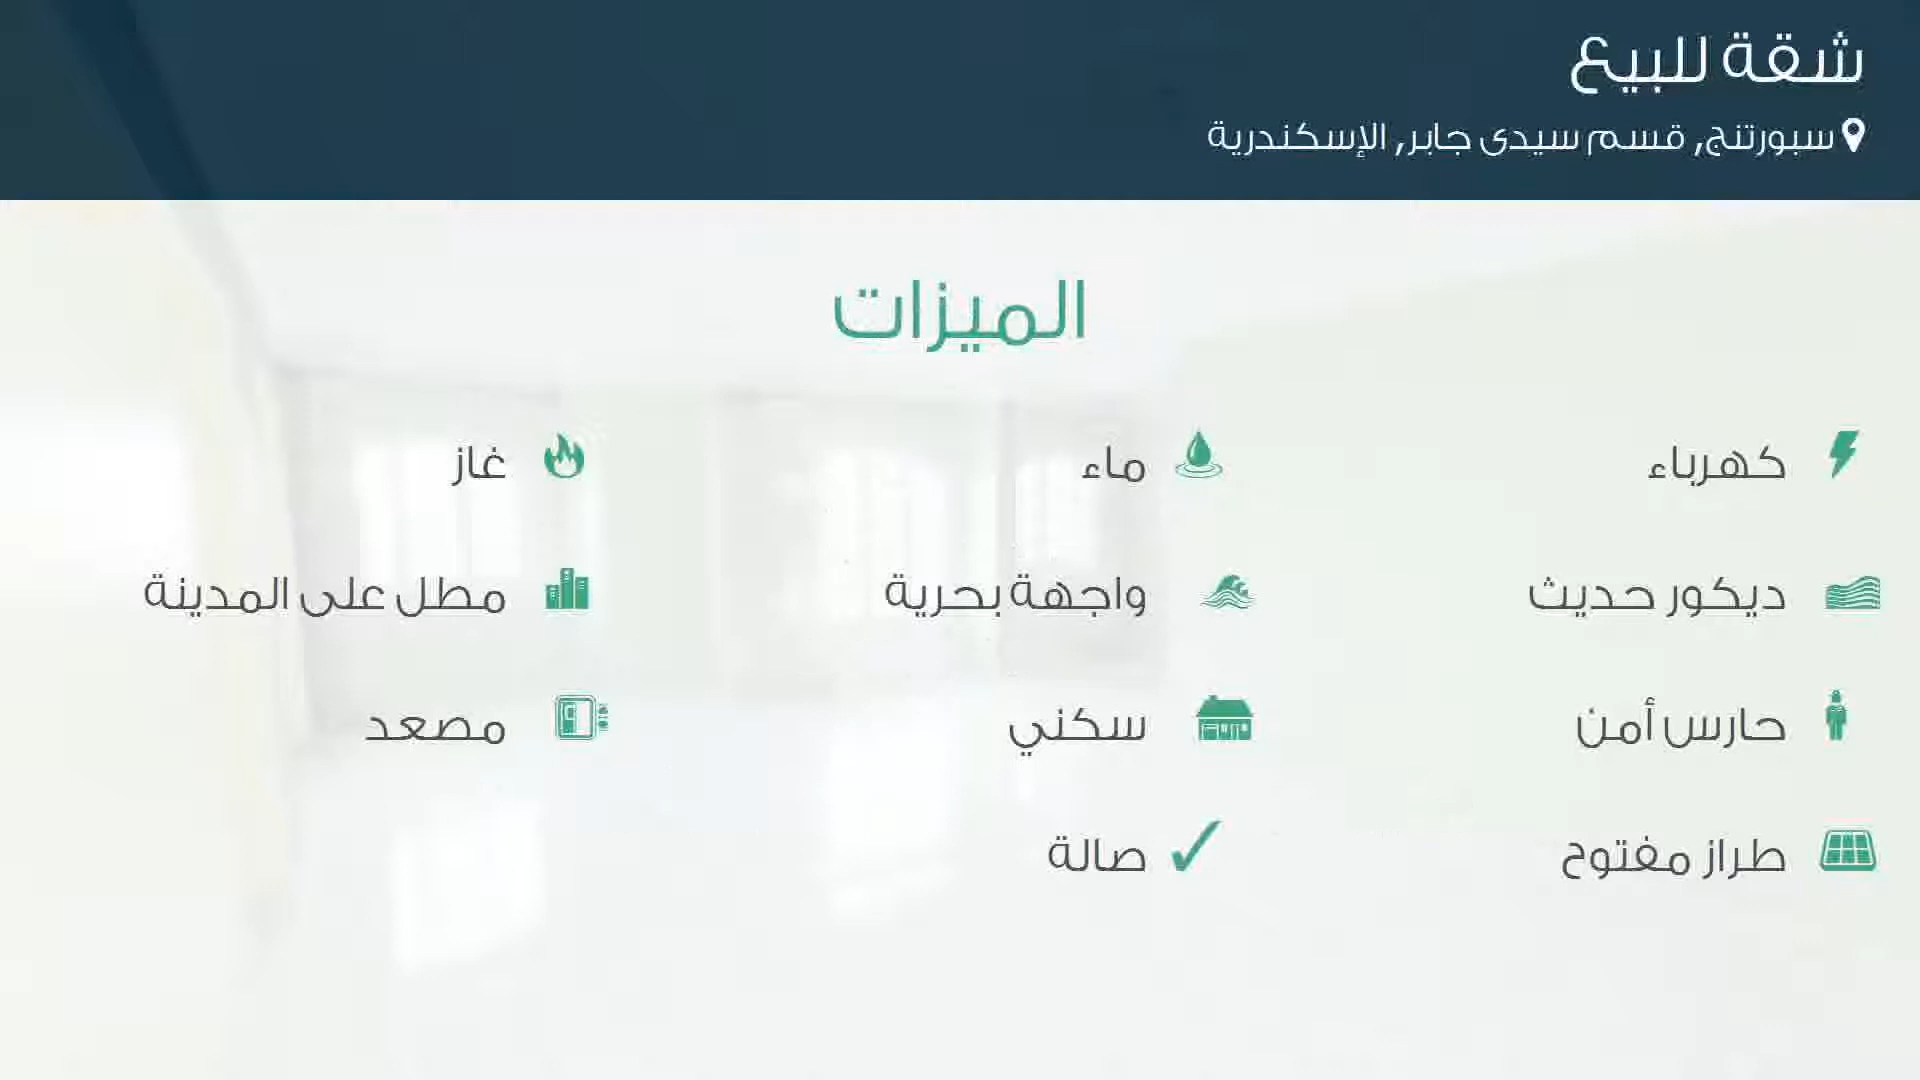 شقة للبيع
سبورتنج, قسم سيدى جابر, الإسكندرية
الميزات
كهرباء
ماء
غاز
ديكور حديث
واجهة بحرية
مطل على المدينة
حارس أمن
سكني
مصعد
طراز مفتوح
صالة